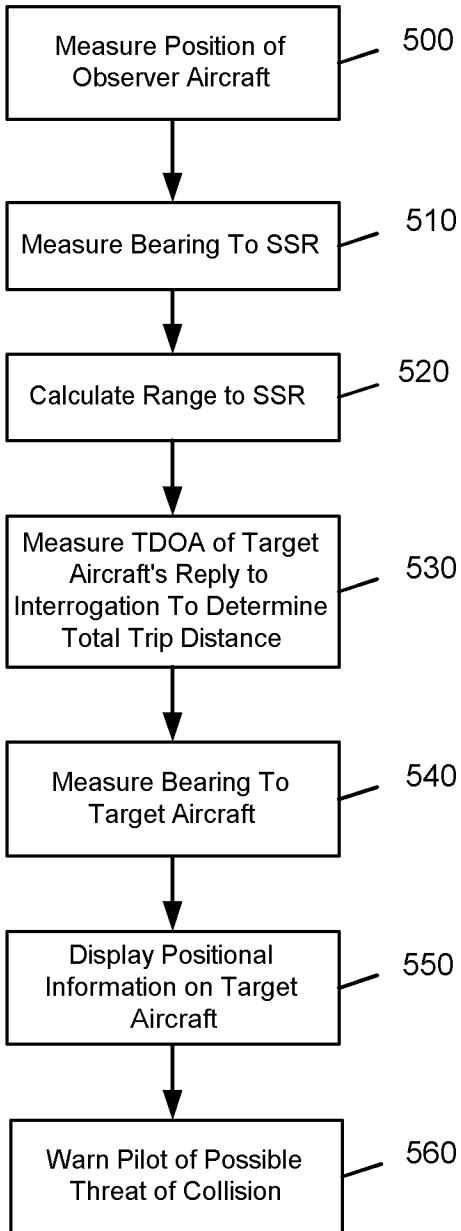 Measure Position of
Observer Aircraft
500
Measure Bearing To SSR
510
Calculate Range to SSR
520
Measure TDOA of Target
Aircraft's Reply to
Interrogation To Determine
Total Trip Distance
530
Measure Bearing To
Target Aircraft
540
Display Positional
Information on Target
Aircraft
550
Warn Pilot of Possible
Threat of Collision
560